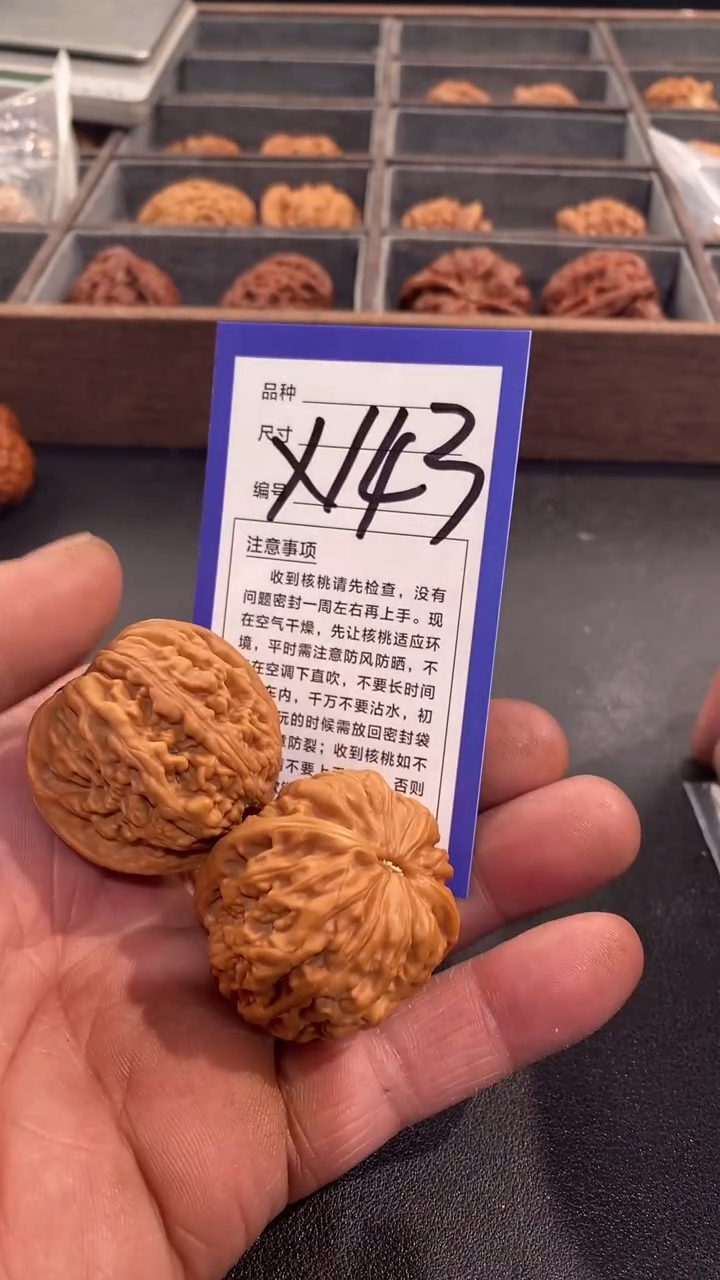 品种
尺寸
编号
X143
注意事项
收到核桃请先检查，没有
问题密封一周左右再上手。现
在空气干燥，先让核桃适应环
境，平时需注意防风防晒，不
在空调下直吹，不要长时间
车内，千万不要沾水，初
玩的时候需放回密封袋
意防裂；收到核桃如不
不要上
否则